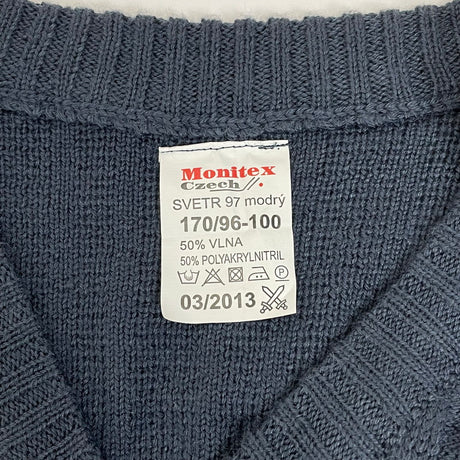 Monitex
Czech
SVETR 97 modrý
170/96-100
50% VLNA
50% POLYAKRYLNITRIL
P
03/2013